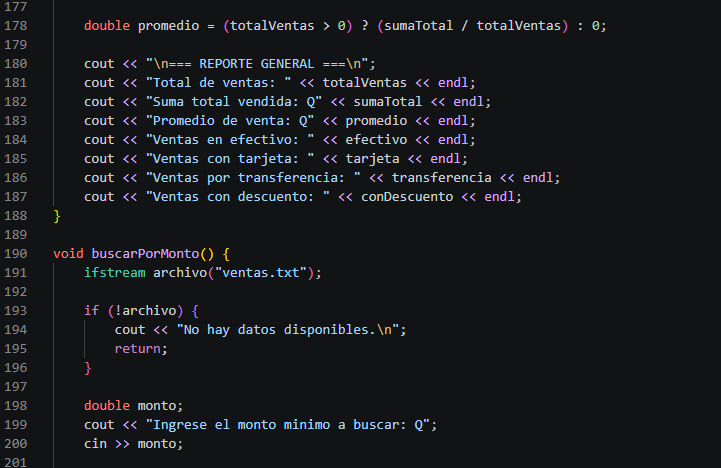 177
178 double promedio = (totalVentas > 0) ? (sumaTotal / totalVentas) : 0;
179
180 cout << "\n=== REPORTE GENERAL ===\n";
181 cout << "Total de ventas: " << totalVentas << endl;
182 cout << "Suma total vendida: Q" << sumaTotal << endl;
183 cout << "Promedio de venta: Q" << promedio << endl;
184 cout << "Ventas en efectivo: " << efectivo << endl;
185 cout << "Ventas con tarjeta: " << tarjeta << endl;
186 cout << "Ventas por transferencia: " << transferencia << endl;
187 cout << "Ventas con descuento: " << conDescuento << endl;
188 }
189
190 void buscarPorMonto() {
191 ifstream archivo("ventas.txt");
192
193 if (!archivo) {
194 cout << "No hay datos disponibles.\n";
195 return;
196 }
197
198 double monto;
199 cout << "Ingrese el monto minimo a buscar: Q";
200 cin >> monto;
201